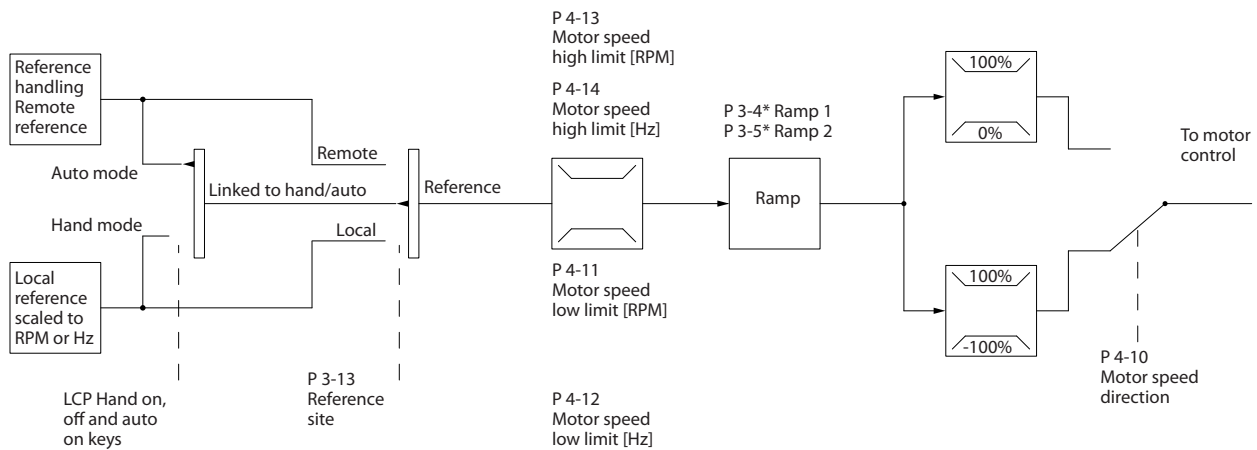 P 4-13
Motor speed
high limit [RPM]
P 4-14
Motor speed
high limit [Hz]
Reference
handling
Remote
reference
Auto mode
Hand mode
Local
reference
scaled to
RPM or Hz
LCP Hand on,
off and auto
on keys
Linked to hand/auto
Remote
Local
P 3-13
Reference
site
Reference
P 4-11
Motor speed
low limit [RPM]
P 4-12
Motor speed
low limit [Hz]
P 3-4* Ramp 1
P 3-5* Ramp 2
Ramp
100%
0%
100%
-100%
To motor
control
P 4-10
Motor speed
direction